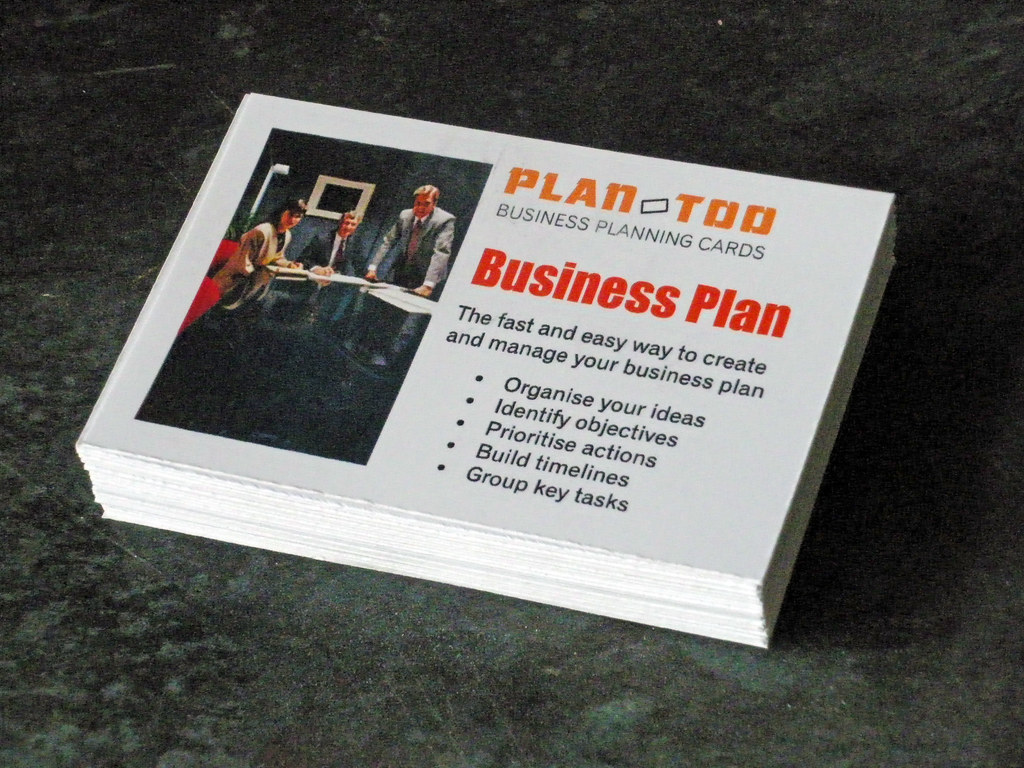 PLAN-TOO
BUSINESS PLANNING CARDS
Business Plan
The fast and easy way to create
and manage your business plan
• Organise your ideas
• Identify objectives
• Prioritise actions
• Build timelines
• Group key tasks